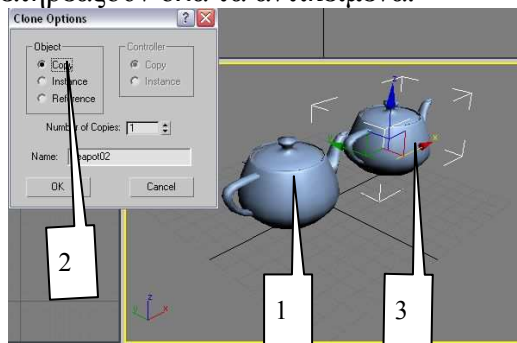 Clone Options
Object
Copy
Instance
Reference
Controller
Copy
Instance
Number of Copies: 1
Name: Teapot02
OK
Cancel
z
y
x
z
y
x
2
1
3